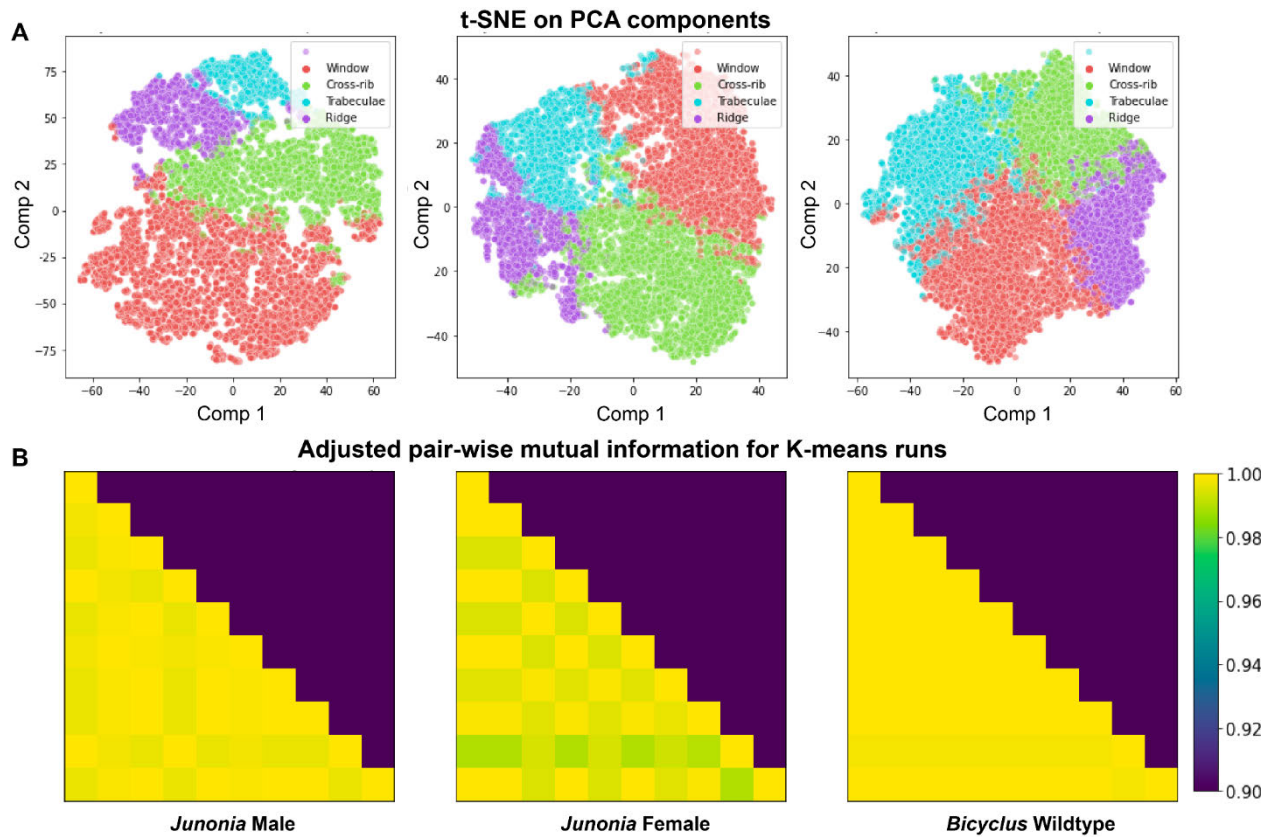 t-SNE on PCA components
A
Window
Cross-rib
Trabeculae
Ridge
75
50
25
0
−25
−50
−75
Comp 2
−60 −40 −20 0 20 40 60
Comp 1
Window
Cross-rib
Trabeculae
Ridge
40
20
0
−20
−40
Comp 2
−40 −20 0 20 40
Comp 1
Window
Cross-rib
Trabeculae
Ridge
40
20
0
20
−40
Comp 2
−40 −20 0 20 40 60
Comp 1
Adjusted pair-wise mutual information for K-means runs
B
1.00
0.98
0.96
0.94
0.92
0.90
Junonia Male
Junonia Female
Bicyclus Wildtype